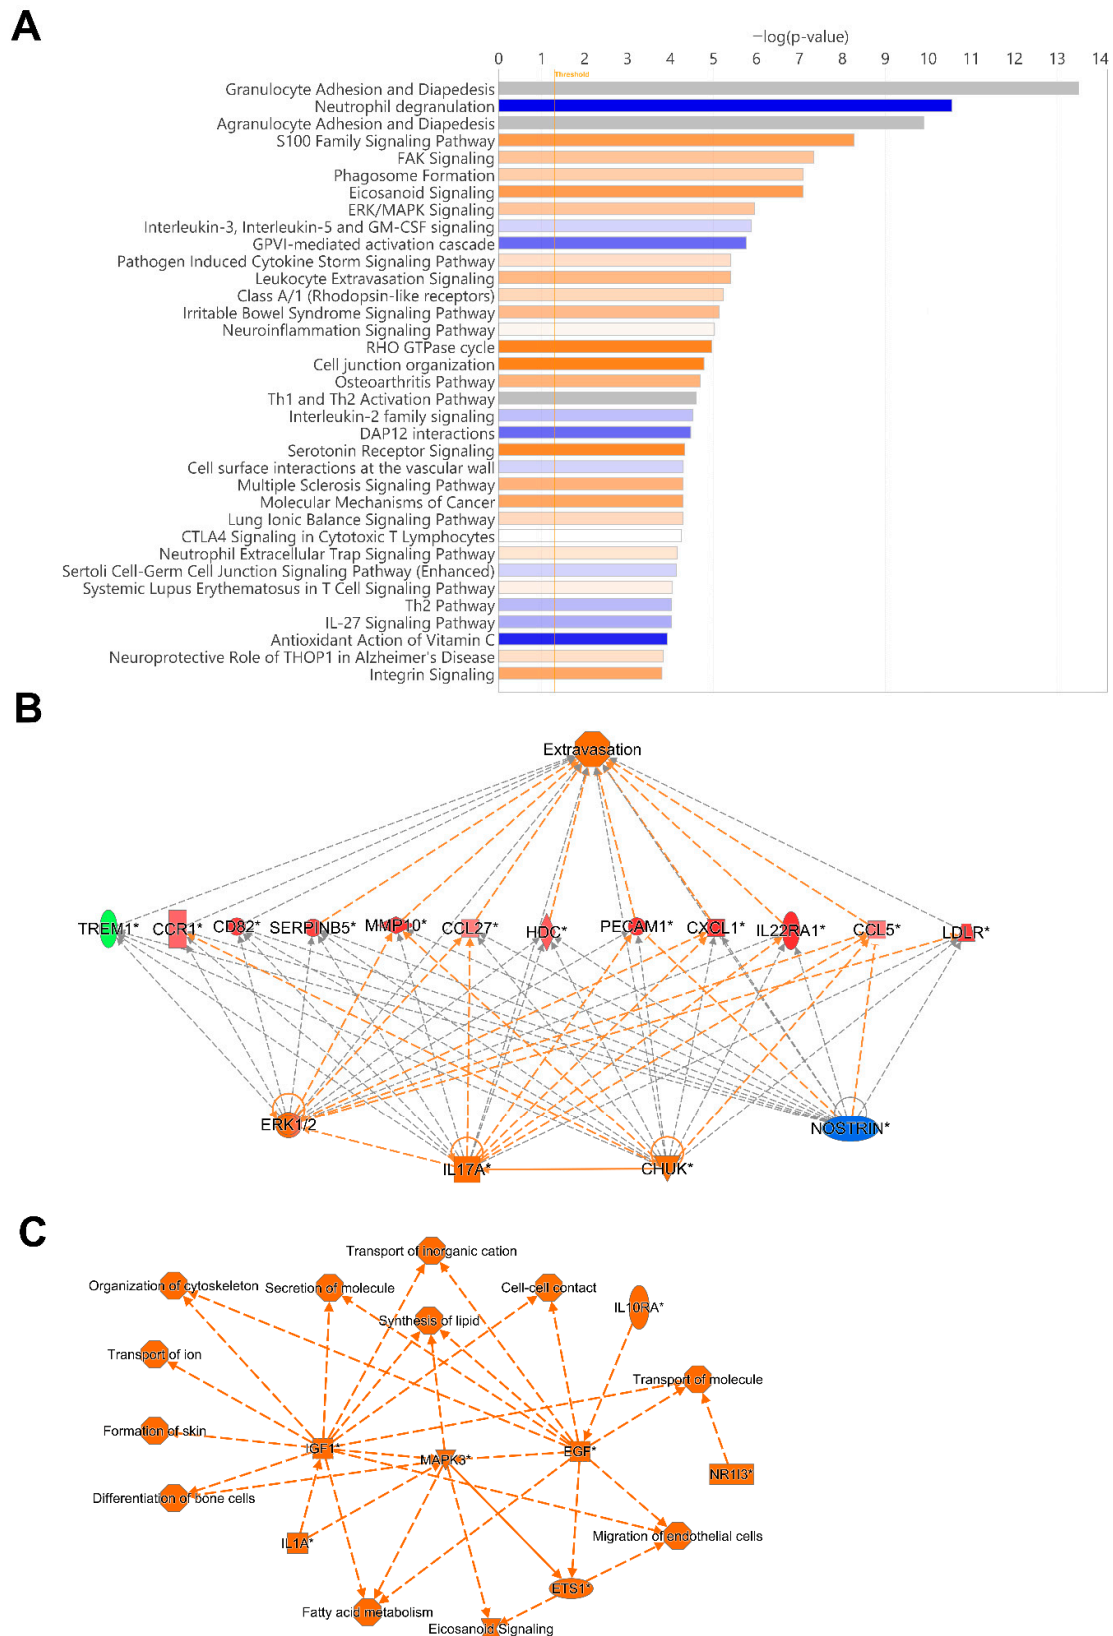 A
−log(p-value)
0 1 2 3 4 5 6 7 8 9 10 11 12 13 14
Threshold
Granulocyte Adhesion and Diapedesis
Neutrophil degranulation
Agranulocyte Adhesion and Diapedesis
S100 Family Signaling Pathway
FAK Signaling
Phagosome Formation
Eicosanoid Signaling
ERK/MAPK Signaling
Interleukin-3, Interleukin-5 and GM-CSF signaling
GPVI-mediated activation cascade
Pathogen Induced Cytokine Storm Signaling Pathway
Leukocyte Extravasation Signaling
Class A/1 (Rhodopsin-like receptors)
Irritable Bowel Syndrome Signaling Pathway
Neuroinflammation Signaling Pathway
RHO GTPase cycle
Cell junction organization
Osteoarthritis Pathway
Th1 and Th2 Activation Pathway
Interleukin-2 family signaling
DAP12 interactions
Serotonin Receptor Signaling
Cell surface interactions at the vascular wall
Multiple Sclerosis Signaling Pathway
Molecular Mechanisms of Cancer
Lung Ionic Balance Signaling Pathway
CTLA4 Signaling in Cytotoxic T Lymphocytes
Neutrophil Extracellular Trap Signaling Pathway
Sertoli Cell-Germ Cell Junction Signaling Pathway (Enhanced)
Systemic Lupus Erythematosus in T Cell Signaling Pathway
Th2 Pathway
IL-27 Signaling Pathway
Antioxidant Action of Vitamin C
Neuroprotective Role of THOP1 in Alzheimer's Disease
Integrin Signaling
B
Extravasation
TREM1* CCR1* CD82* SERPINB5* MMP10* CCL27* HDC* PECAM1* CXCL1* IL22RA1* CCL5* LDLR*
ERK1/2 NOSTRIN*
IL17A* CHUK*
C
Transport of inorganic cation
Organization of cytoskeleton Secretion of molecule Cell-cell contact
IL10RA*
Synthesis of lipid
Transport of ion
Transport of molecule
Formation of skin
IGF1* MAPK3* EGF*
NR1I3*
Differentiation of bone cells
Migration of endothelial cells
IL1A*
ETS1*
Fatty acid metabolism
Eicosanoid Signaling